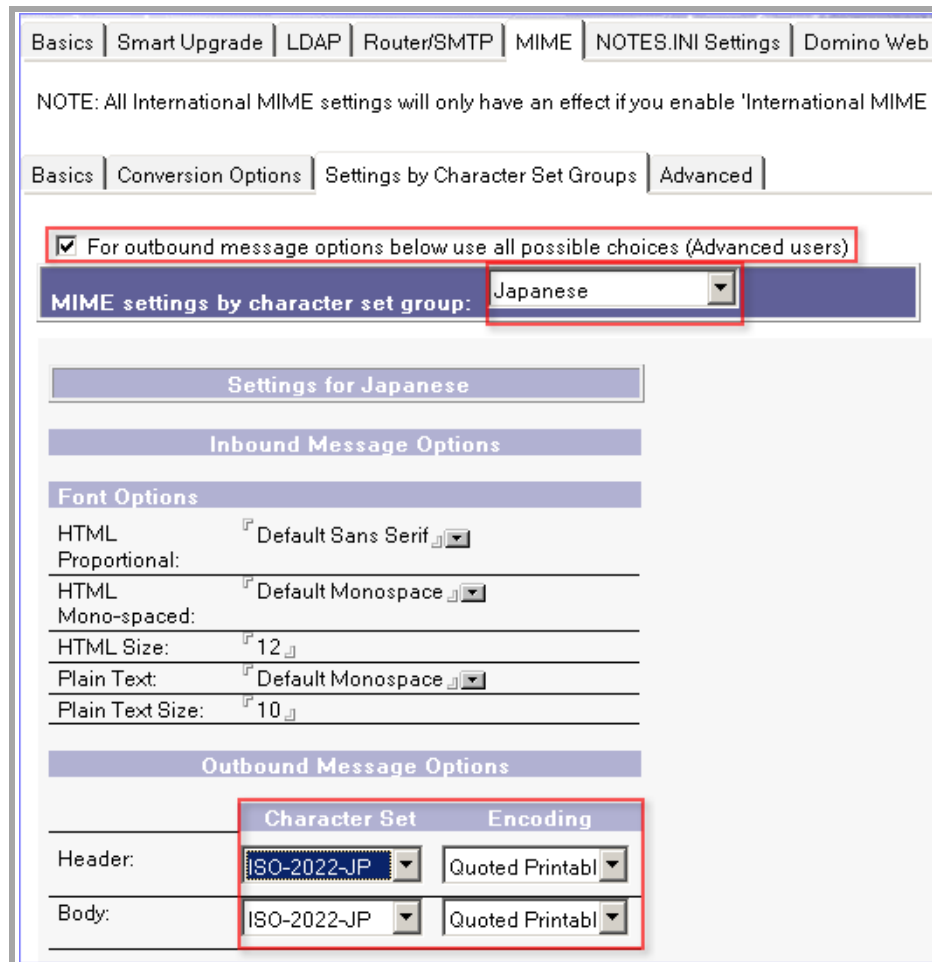 Basics Smart Upgrade LDAP Router/SMTP MIME NOTES.INI Settings Domino Web
NOTE: All International MIME settings will only have an effect if you enable 'International MIME
Basics Conversion Options Settings by Character Set Groups Advanced
For outbound message options below use all possible choices (Advanced users)
MIME settings by character set group: Japanese
Settings for Japanese
Inbound Message Options
Font Options
HTML Proportional: Default Sans Serif
HTML Mono-spaced: Default Monospace
HTML Size: 12
Plain Text: Default Monospace
Plain Text Size: 10
Outbound Message Options
Character Set Encoding
Header: ISO-2022-JP Quoted Printabl
Body: ISO-2022-JP Quoted Printabl